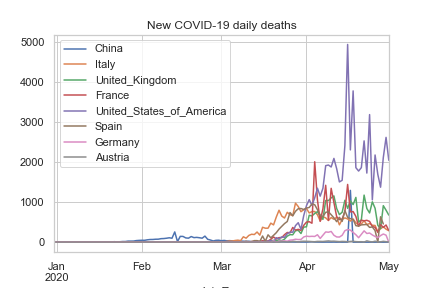 New COVID-19 daily deaths
5000
4000
3000
2000
1000
0
China
Italy
United_Kingdom
France
United_States_of_America
Spain
Germany
Austria
Jan
2020
Feb
Mar
Apr
May